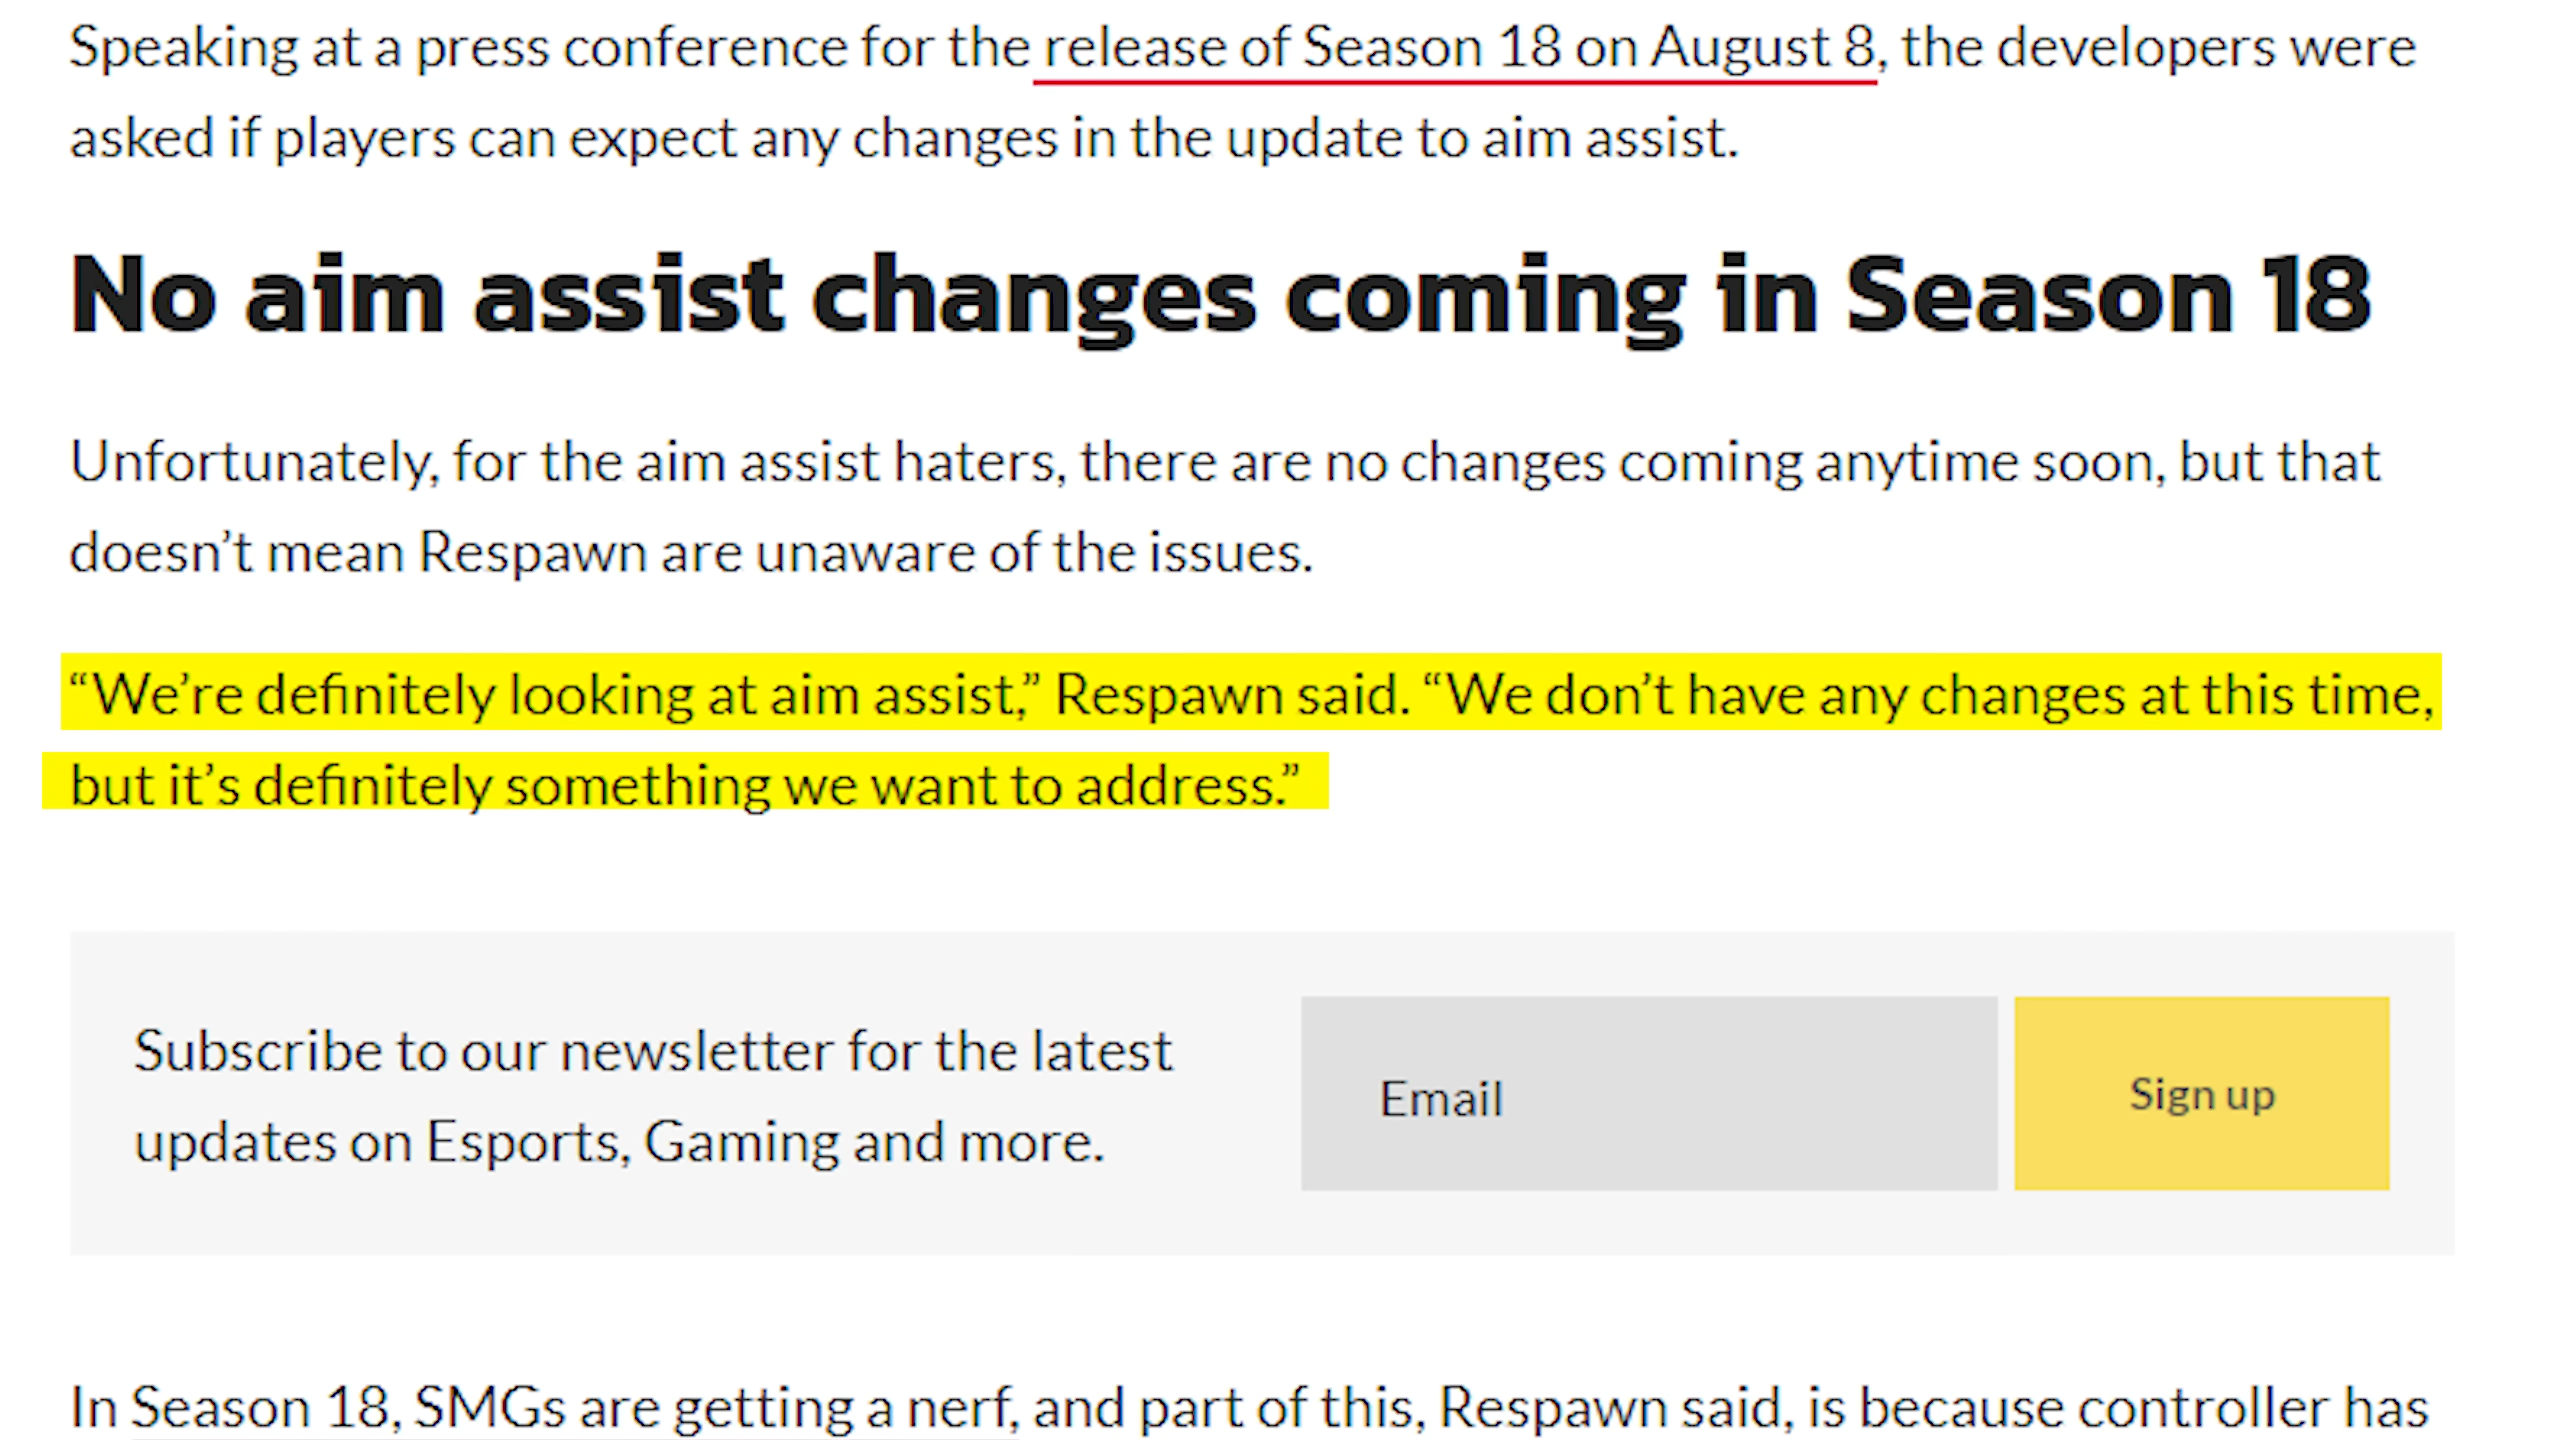 Speaking at a press conference for the release of Season 18 on August 8, the developers were
asked if players can expect any changes in the update to aim assist.
No aim assist changes coming in Season 18
Unfortunately, for the aim assist haters, there are no changes coming anytime soon, but that
doesn’t mean Respawn are unaware of the issues.
“We’re definitely looking at aim assist,” Respawn said. “We don’t have any changes at this time,
but it’s definitely something we want to address.”
Subscribe to our newsletter for the latest
updates on Esports, Gaming and more.
Email
Sign up
In Season 18, SMGs are getting a nerf, and part of this, Respawn said, is because controller has